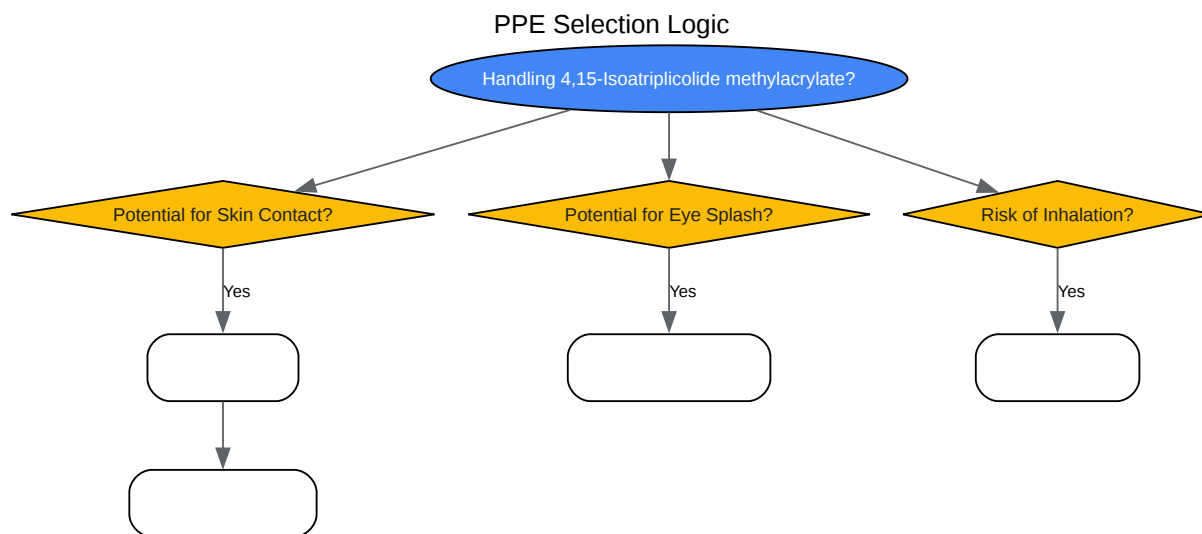 PPE Selection Logic
Handling 4,15-Isoatriplicolide methylacrylate?
Potential for Skin Contact?
Potential for Eye Splash?
Risk of Inhalation?
Yes
Yes
Yes